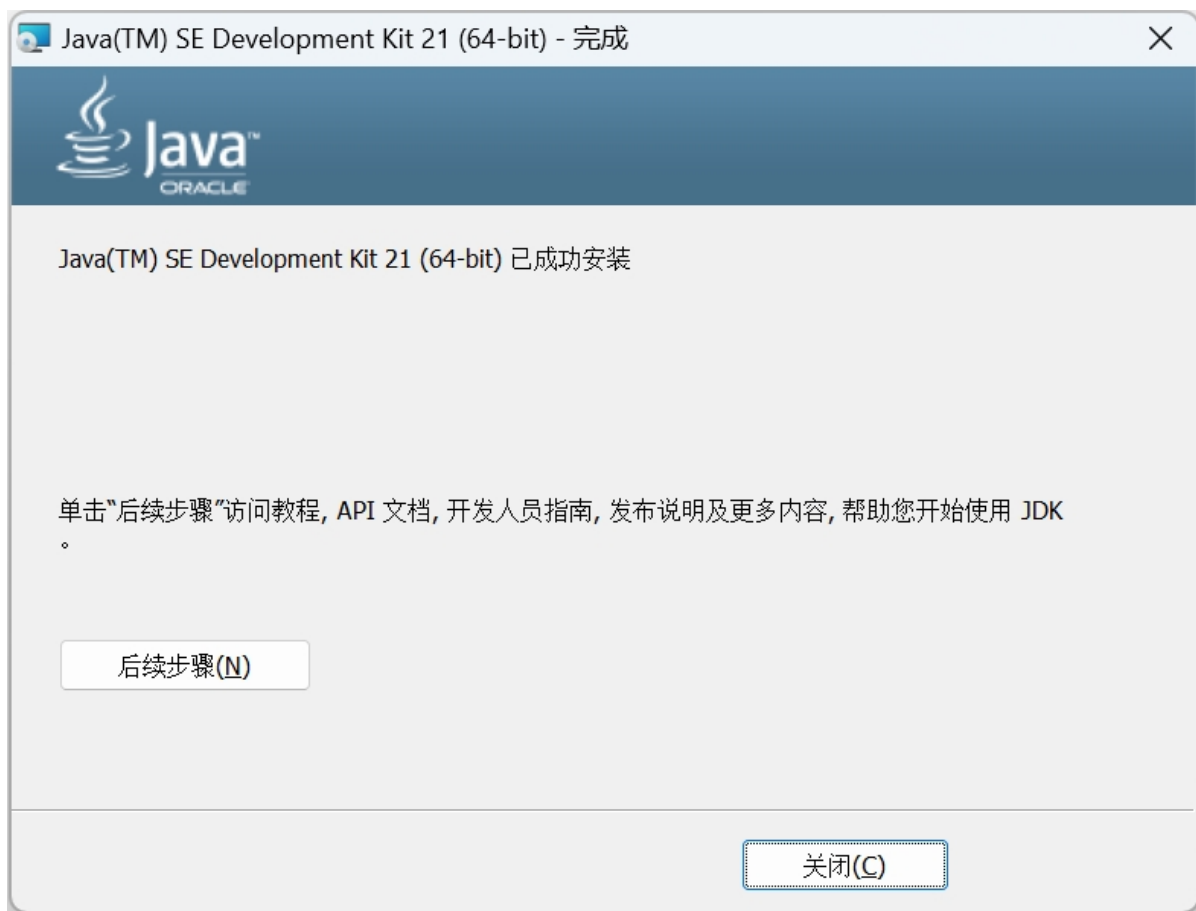 Java(TM) SE Development Kit 21 (64-bit) - 完成
Java™
ORACLE
Java(TM) SE Development Kit 21 (64-bit) 已成功安装
单击“后续步骤”访问教程, API 文档, 开发人员指南, 发布说明及更多内容, 帮助您开始使用 JDK
。
后续步骤(N)
关闭(C)